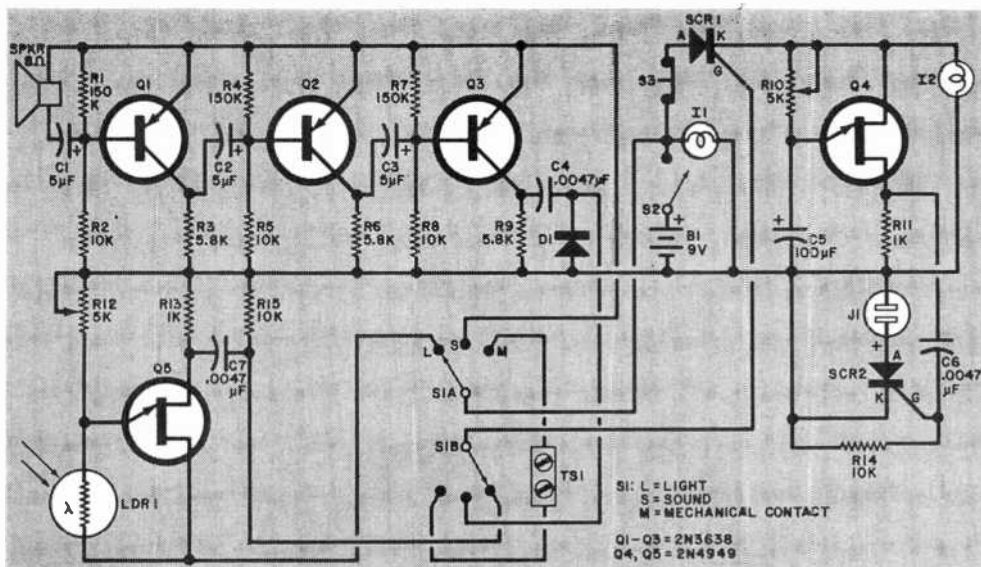 SPKR
8Ω
R1
150
K
Q1
R4
150K
Q2
R7
150K
Q3
SCR1
A
K
G
S3
R10
5K
Q4
I2
I1
C1
5µF
+
C2
5µF
+
C3
5µF
+
C4
.0047µF
R2
10K
R3
5.8K
R5
10K
R6
5.8K
R8
10K
R9
5.8K
D1
S2
+
B1
9V
+
C5
100µF
R11
1K
R12
5K
R13
1K
R15
10K
C7
.0047
µF
Q5
L
S
M
S1A
J1
+
A
SCR2
K
G
C6
.0047
µF
S1B
TS1
R14
10K
λ
LDR1
S1: L = LIGHT
S = SOUND
M = MECHANICAL CONTACT
Q1-Q3 = 2N3638
Q4, Q5 = 2N4949